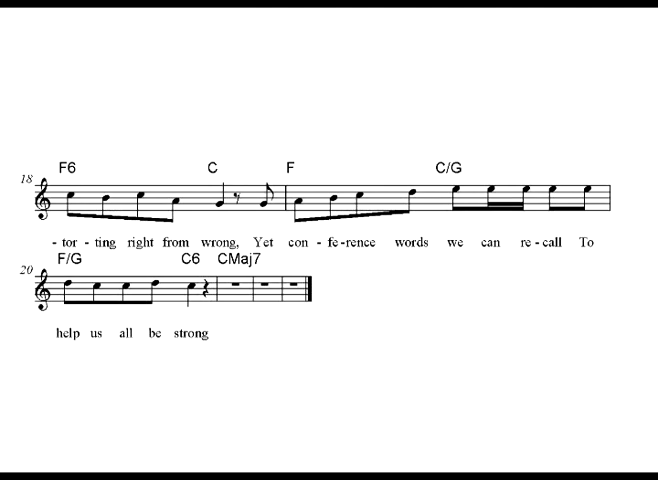 F6 C F C/G
18
- tor - ting right from wrong, Yet con - fe - rence words we can re - call To
F/G C6 CMaj7
20
help us all be strong